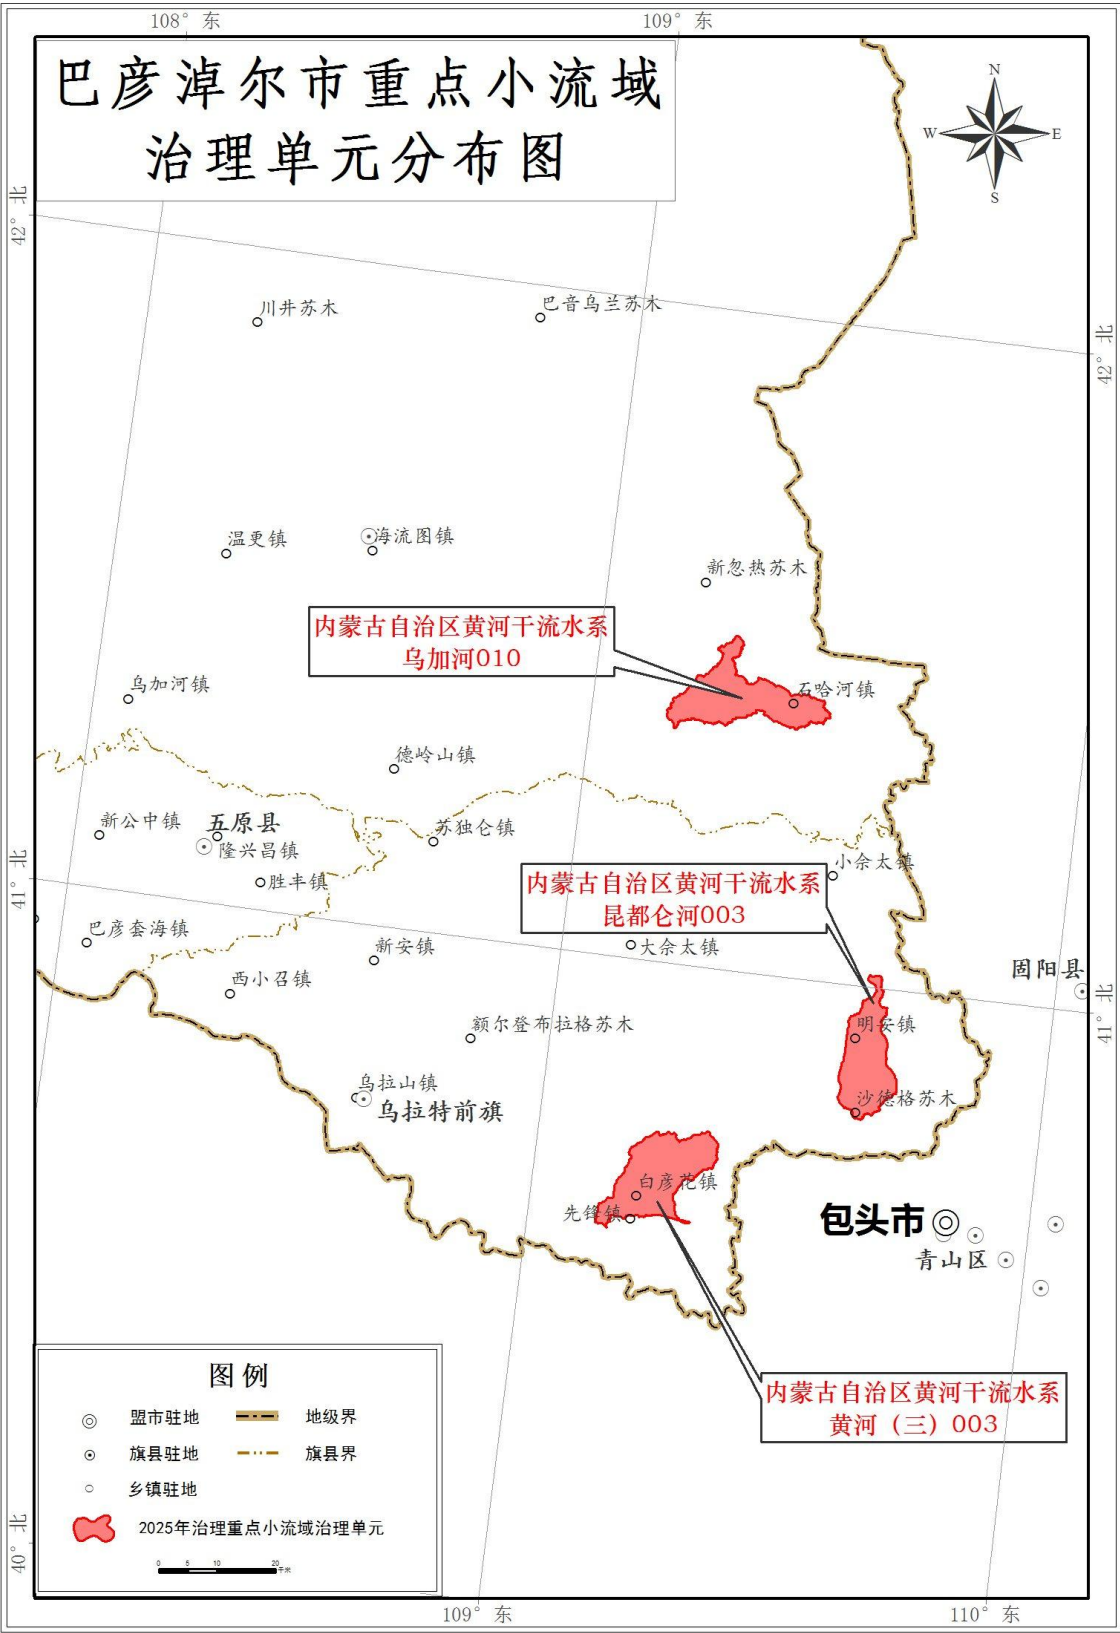 108° 东
109° 东
巴彦淖尔市重点小流域
治理单元分布图
N
W
E
S
42° 北
42° 北
川井苏木
巴音乌兰苏木
温更镇
海流图镇
新忽热苏木
内蒙古自治区黄河干流水系
乌加河010
乌加河镇
石哈河镇
德岭山镇
新公中镇
五原县
隆兴昌镇
苏独仑镇
小佘太镇
41° 北
胜丰镇
内蒙古自治区黄河干流水系
昆都仑河003
巴彦套海镇
新安镇
大佘太镇
固阳县
西小召镇
41° 北
额尔登布拉格苏木
明安镇
乌拉山镇
乌拉特前旗
沙德格苏木
白彦花镇
先锋镇
包头市
青山区
内蒙古自治区黄河干流水系
黄河（三）003
图例
盟市驻地
地级界
旗县驻地
旗县界
乡镇驻地
2025年治理重点小流域治理单元
0 5 10 20
千米
40° 北
109° 东
110° 东